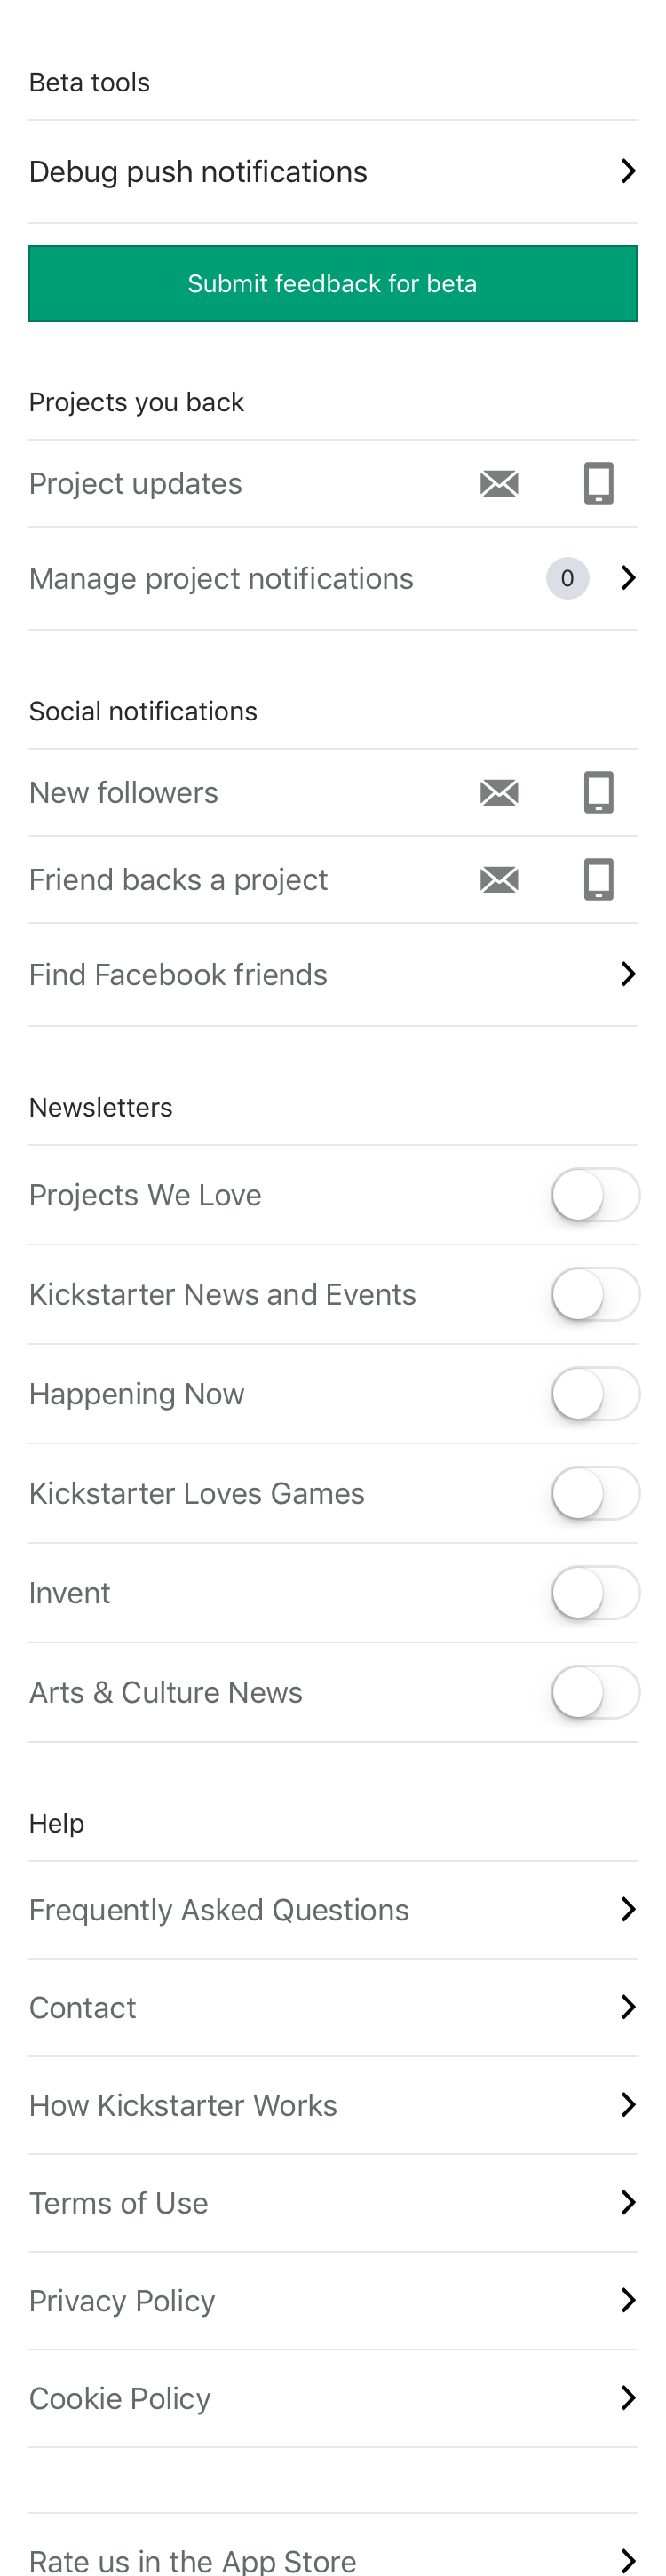 Beta tools
Debug push notifications
Submit feedback for beta
Projects you back
Project updates
Manage project notifications 0
Social notifications
New followers
Friend backs a project
Find Facebook friends
Newsletters
Projects We Love
Kickstarter News and Events
Happening Now
Kickstarter Loves Games
Invent
Arts & Culture News
Help
Frequently Asked Questions
Contact
How Kickstarter Works
Terms of Use
Privacy Policy
Cookie Policy
Rate us in the App Store